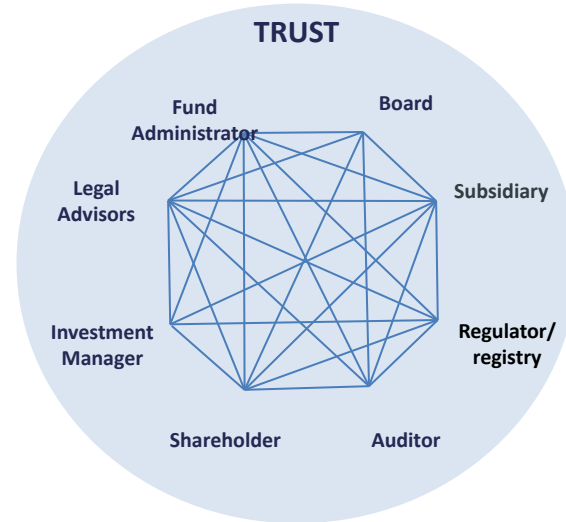 TRUST
Fund
Administrator
Board
Legal
Advisors
Subsidiary
Investment
Manager
Regulator/
registry
Shareholder
Auditor